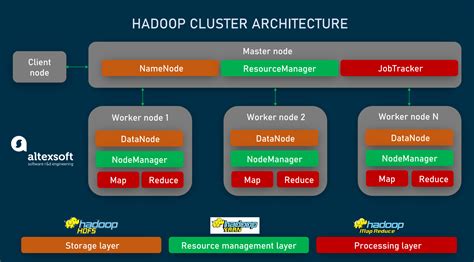 HADOOP CLUSTER ARCHITECTURE
Client node
Master node
NameNode
ResourceManager
JobTracker
Worker node 1
DataNode
NodeManager
Map
Reduce
Worker node 2
DataNode
NodeManager
Map
Reduce
Worker node N
DataNode
NodeManager
Map
Reduce
altexsoft
software r&d engineering
hadoop
HDFS
hadoop
YARN
hadoop
Map Reduce
Storage layer
Resource management layer
Processing layer